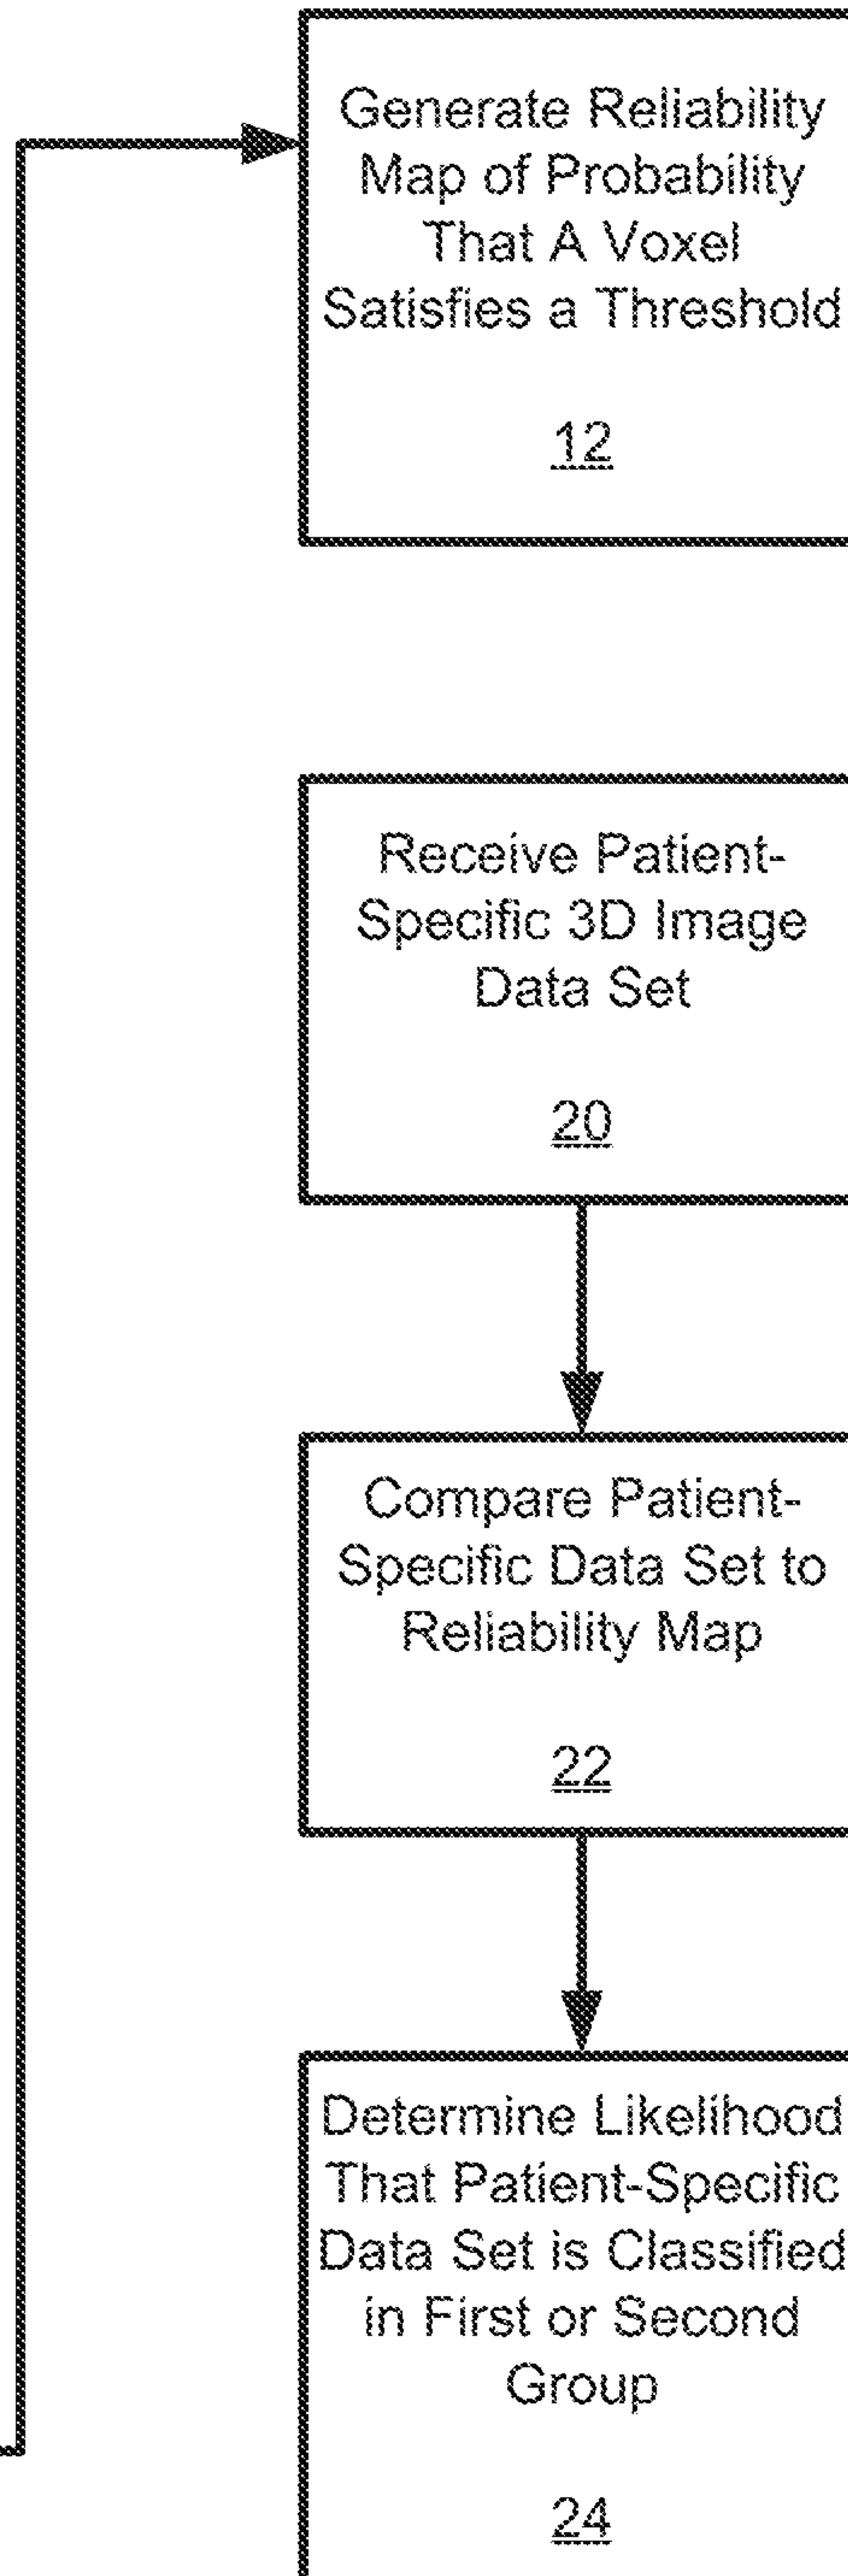 Generate Reliability
Map of Probability
That A Voxel
Satisfies a Threshold
12
Receive Patient-
Specific 3D Image
Data Set
20
Compare Patient-
Specific Data Set to
Reliability Map
22
Determine Likelihood
That Patient-Specific
Data Set is Classified
in First or Second
Group
24